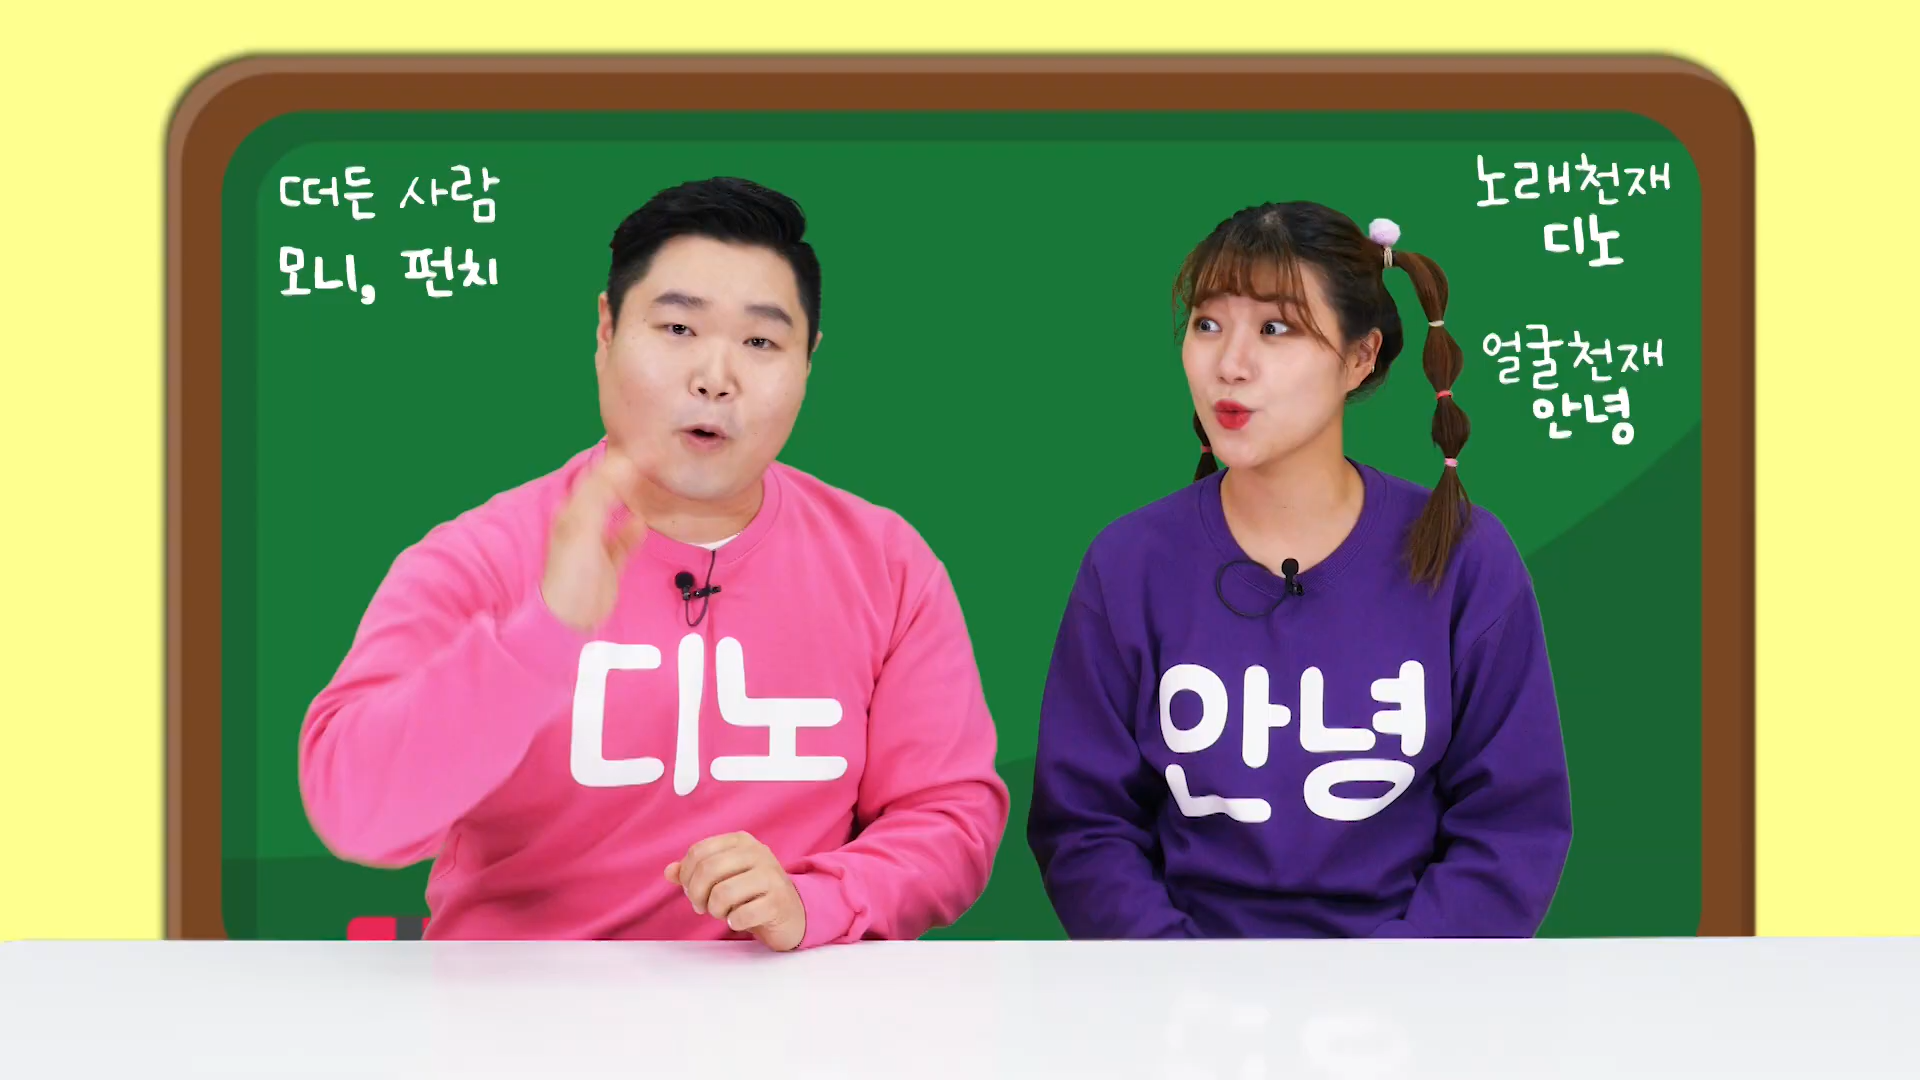 떠든 사람
모니, 펀치
노래천재
디노
얼굴천재
안녕
디노
안녕